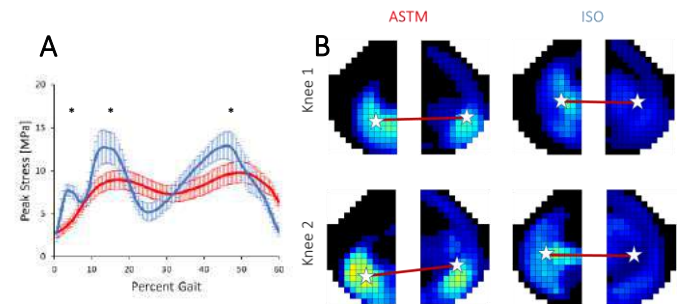 A
B
ASTM
ISO
Knee 1
Knee 2
Peak Stress [MPa]
20
15
10
5
0
*
*
*
0
10
20
30
40
50
60
Percent Gait